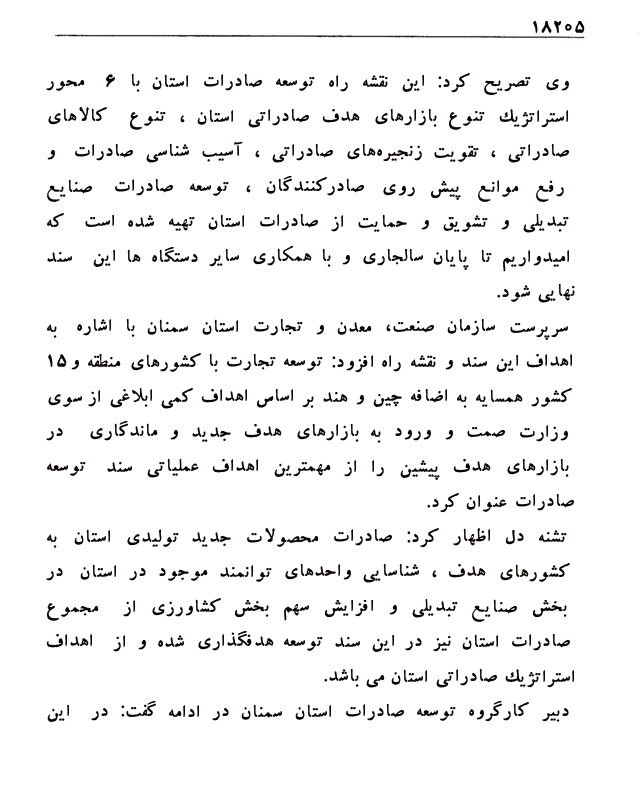 ۱۸۲۰۵
وی تصریح کرد: این نقشه راه توسعه صادرات استان با ۶ محور
استراتژیك تنوع بازارهای هدف صادراتی استان ، تنوع کالاهای
صادراتی ، تقویت زنجیره‌های صادراتی ، آسیب شناسی صادرات و
رفع موانع پیش روی صادرکنندگان ، توسعه صادرات صنایع
تبدیلی و تشویق و حمایت از صادرات استان تهیه شده است که
امیدواریم تا پایان سالجاری و با همکاری سایر دستگاه ها این سند
نهایی شود.
سرپرست سازمان صنعت، معدن و تجارت استان سمنان با اشاره به
اهداف این سند و نقشه راه افزود: توسعه تجارت با کشورهای منطقه و ۱۵
کشور همسایه به اضافه چین و هند بر اساس اهداف کمی ابلاغی از سوی
وزارت صمت و ورود به بازارهای هدف جدید و ماندگاری در
بازارهای هدف پیشین را از مهمترین اهداف عملیاتی سند توسعه
صادرات عنوان کرد.
تشنه دل اظهار کرد: صادرات محصولات جدید تولیدی استان به
کشورهای هدف ، شناسایی واحدهای توانمند موجود در استان در
بخش صنایع تبدیلی و افزایش سهم بخش کشاورزی از مجموع
صادرات استان نیز در این سند توسعه هدفگذاری شده و از اهداف
استراتژیك صادراتی استان می باشد.
دبیر کارگروه توسعه صادرات استان سمنان در ادامه گفت: در این